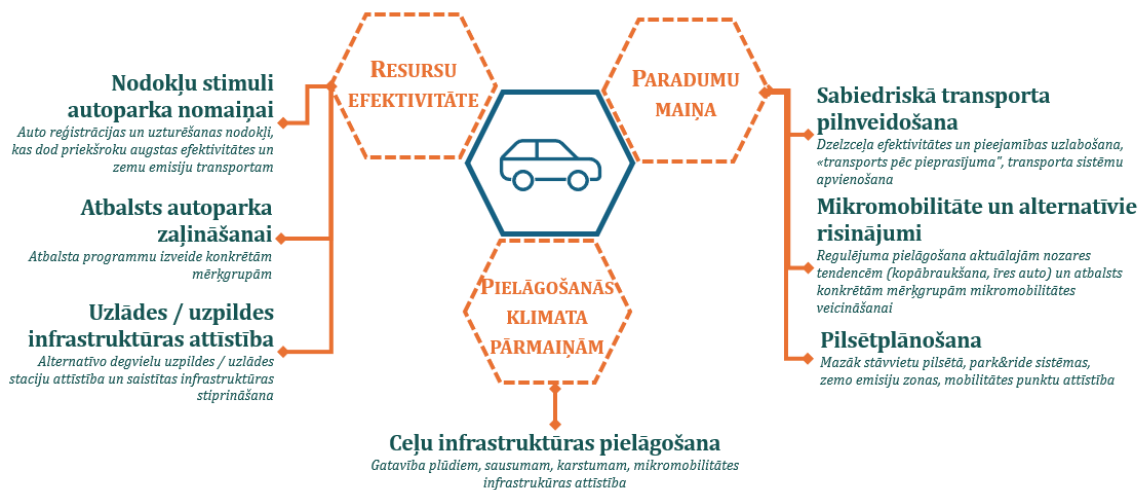 RESURSU
EFEKTIVITĀTE
Nodokļu stimuli
autoparka nomaiņai
Auto reģistrācijas un uzturēšanas nodokļi,
kas dod priekšroku augstas efektivitātes un
zemu emisiju transportam
Atbalsts autoparka
zaļināšanai
Atbalsta programmu izveide konkrētām
mērķgrupām
Uzlādes / uzpildes
infrastruktūras attīstība
Alternatīvo degvielu uzpildes / uzlādes
staciju attīstība un saistītas infrastruktūras
stiprināšana
PARADUMU
MAIŅA
Sabiedriskā transporta
pilnveidošana
Dzelzceļa efektivitātes un pieejamības uzlabošana,
«transports pēc pieprasījuma", transporta sistēmu
apvienošana
Mikromobilitāte un alternatīvie
risinājumi
Regulējuma pielāgošana aktuālajām nozares
tendencēm (kopābraukšana, īres auto) un atbalsts
konkrētām mērķgrupām mikromobilitātes
veicināšanai
Pilsētplānošana
Mazāk stāvvietu pilsētā, park&ride sistēmas,
zemo emisiju zonas, mobilitātes punktu attīstība
PIELĀGOŠANĀS
KLIMATA
PĀRMAIŅĀM
Ceļu infrastruktūras pielāgošana
Gatavība plūdiem, sausumam, karstumam, mikromobilitātes
infrakrūras attīstība